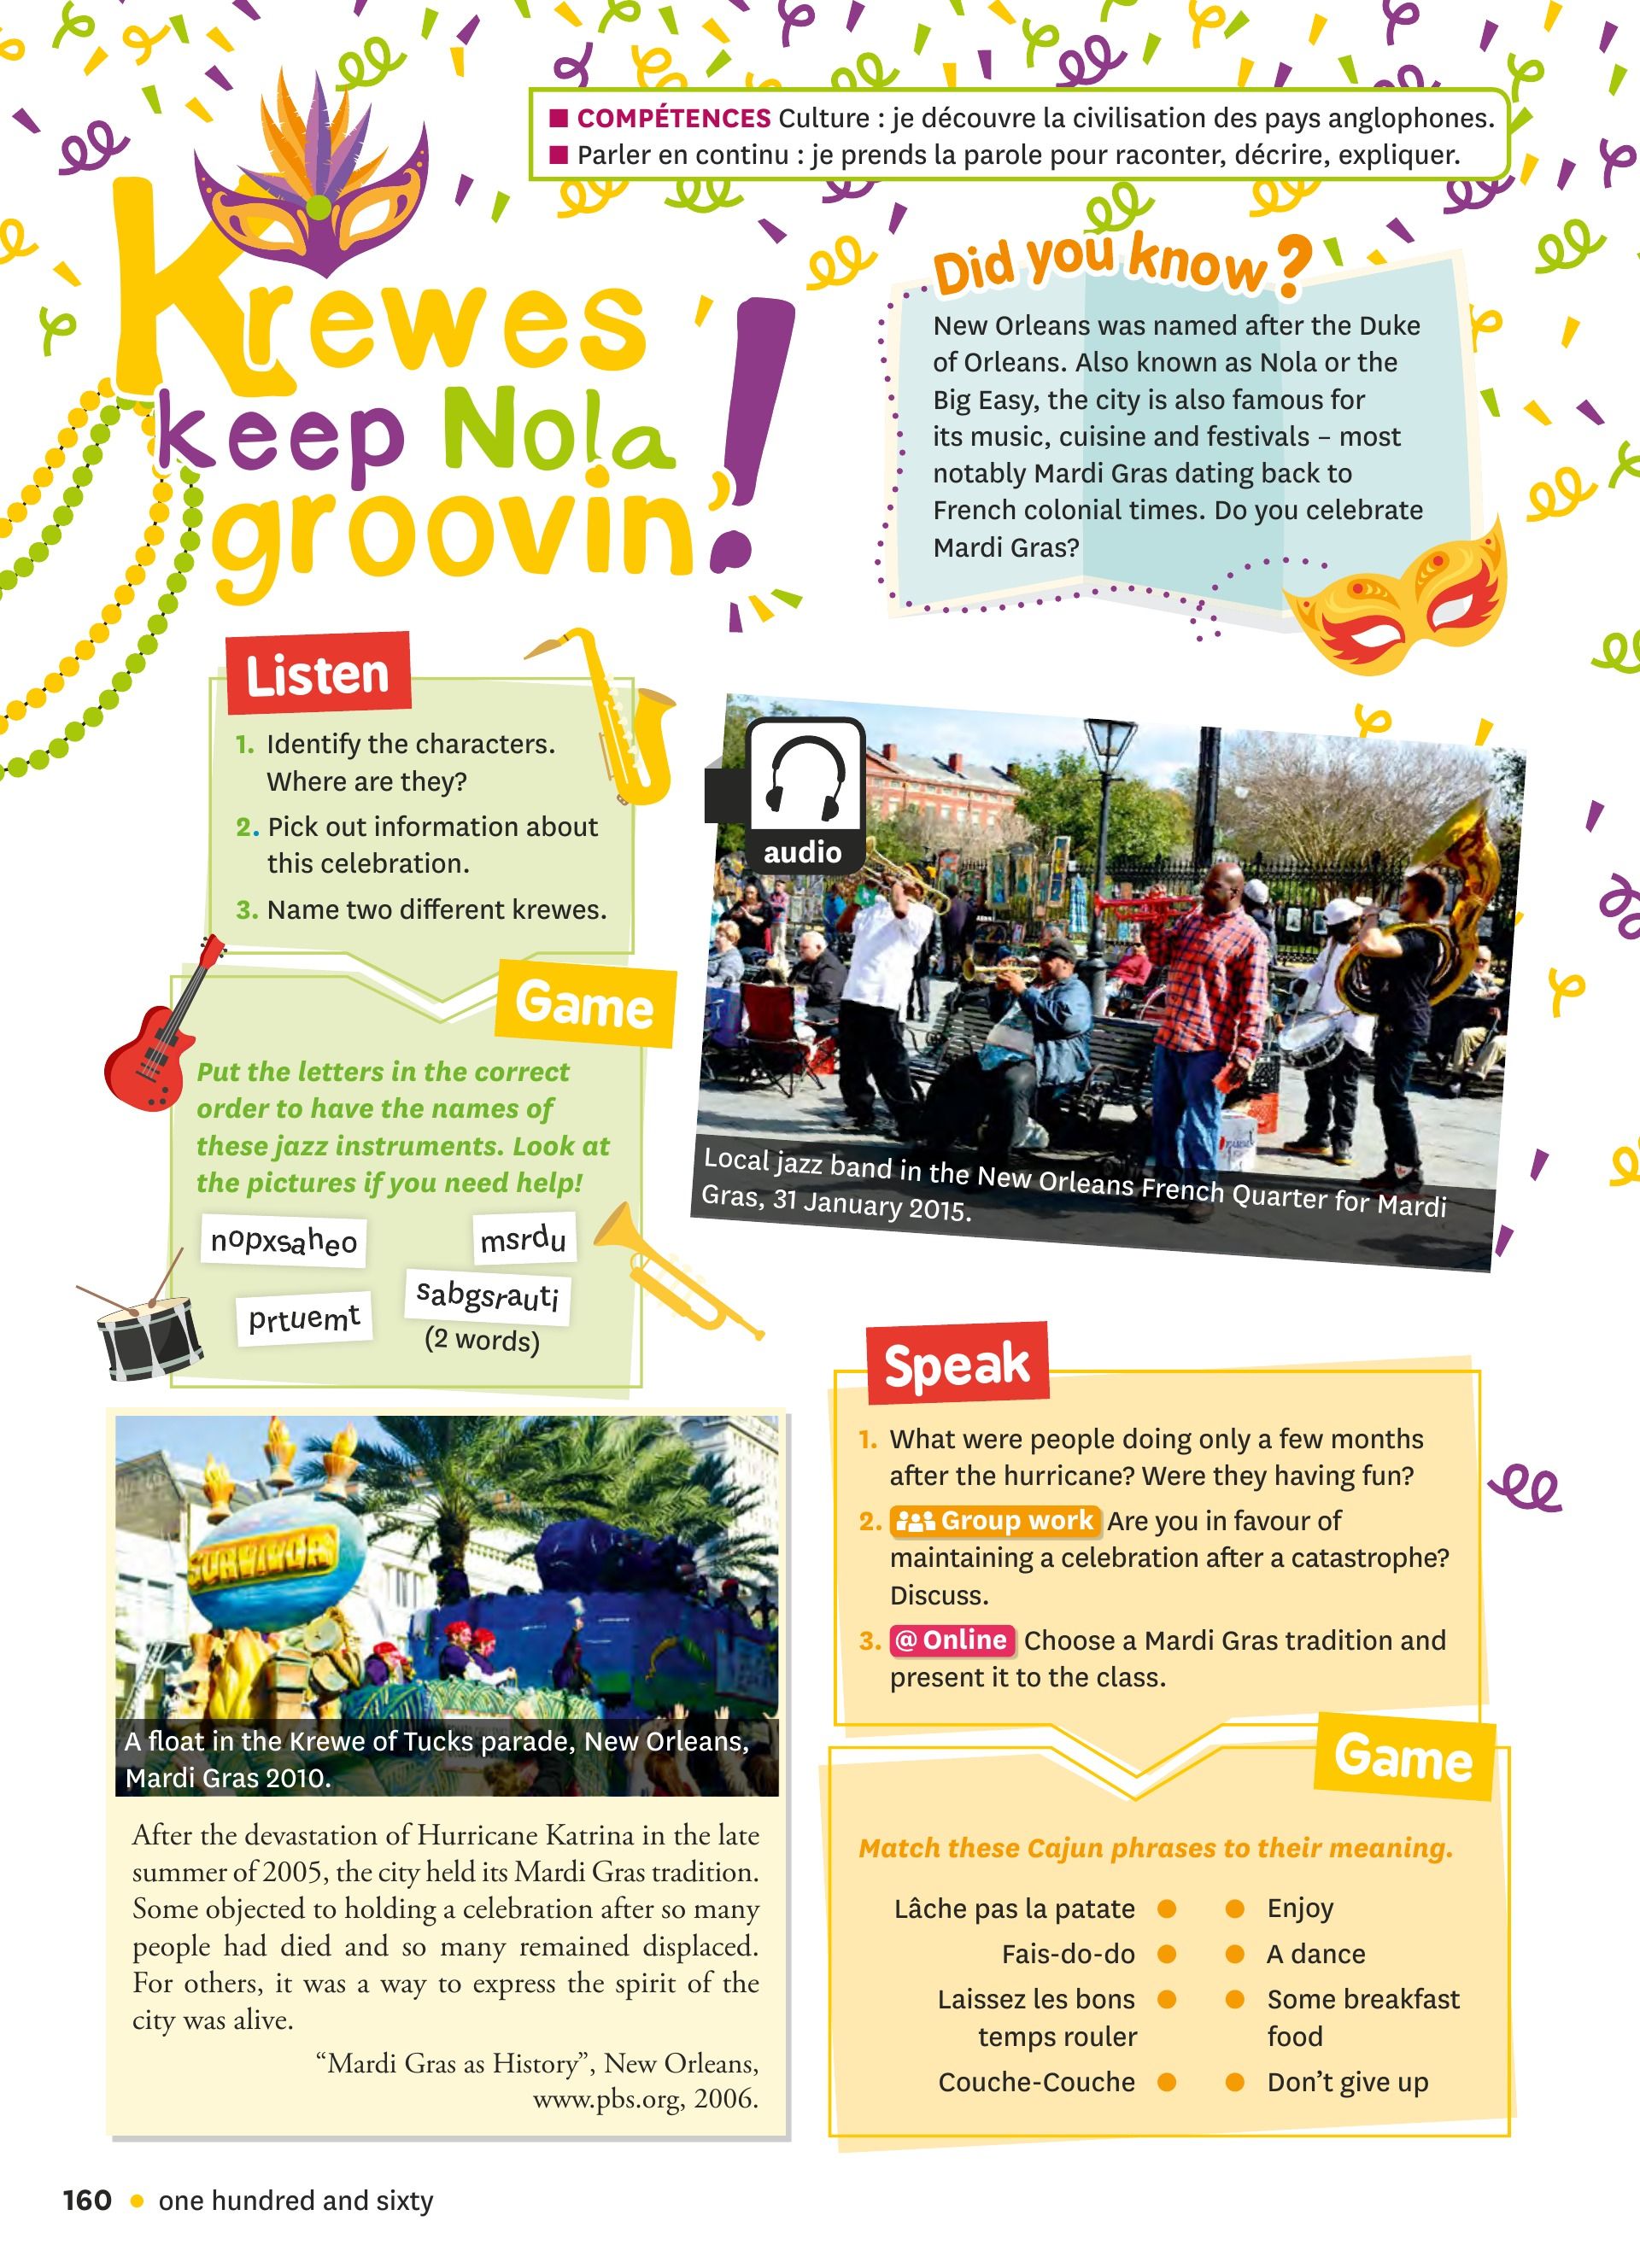 COMPÉTENCES Culture : je découvre la civilisation des pays anglophones.
Parler en continu : je prends la parole pour raconter, décrire, expliquer.
Krewes
keep Nola
groovin'!
Did you know?
New Orleans was named after the Duke
of Orleans. Also known as Nola or the
Big Easy, the city is also famous for
its music, cuisine and festivals – most
notably Mardi Gras dating back to
French colonial times. Do you celebrate
Mardi Gras?
Listen
1. Identify the characters.
Where are they?
2. Pick out information about
this celebration.
3. Name two different krewes.
audio
Local jazz band in the New Orleans French Quarter for Mardi
Gras, 31 January 2015.
Game
Put the letters in the correct
order to have the names of
these jazz instruments. Look at
the pictures if you need help!
nopxsaheo
msrdu
prtuemt
sabgsrauti
(2 words)
SURVIVOR
A float in the Krewe of Tucks parade, New Orleans,
Mardi Gras 2010.
After the devastation of Hurricane Katrina in the late
summer of 2005, the city held its Mardi Gras tradition.
Some objected to holding a celebration after so many
people had died and so many remained displaced.
For others, it was a way to express the spirit of the
city was alive.
“Mardi Gras as History”, New Orleans,
www.pbs.org, 2006.
Speak
1. What were people doing only a few months
after the hurricane? Were they having fun?
2. Group work Are you in favour of
maintaining a celebration after a catastrophe?
Discuss.
3. @ Online Choose a Mardi Gras tradition and
present it to the class.
Game
Match these Cajun phrases to their meaning.
Lâche pas la patate ● ● Enjoy
Fais-do-do ● ● A dance
Laissez les bons ● ● Some breakfast
temps rouler food
Couche-Couche ● ● Don’t give up
160 • one hundred and sixty